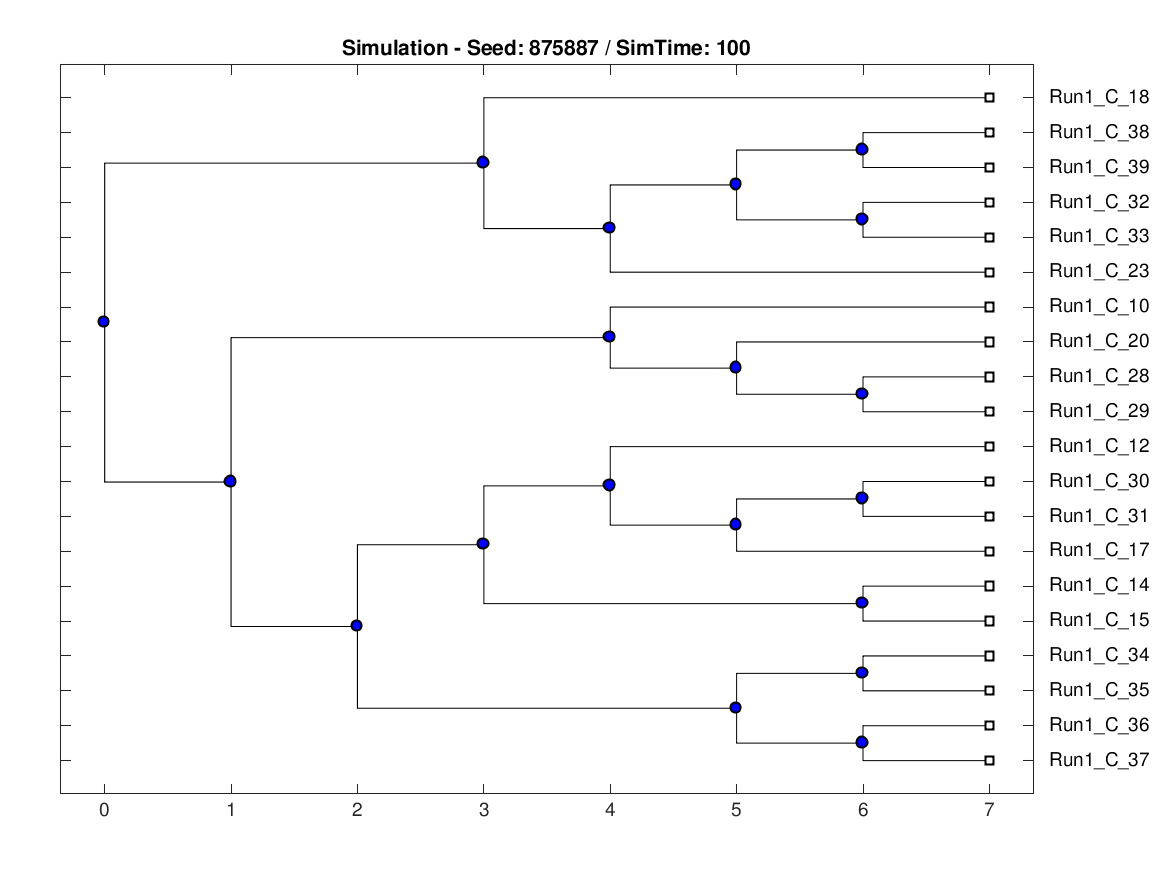 Simulation - Seed: 875887 / SimTime: 100
Run1_C_18
Run1_C_38
Run1_C_39
Run1_C_32
Run1_C_33
Run1_C_23
Run1_C_10
Run1_C_20
Run1_C_28
Run1_C_29
Run1_C_12
Run1_C_30
Run1_C_31
Run1_C_17
Run1_C_14
Run1_C_15
Run1_C_34
Run1_C_35
Run1_C_36
Run1_C_37
0 1 2 3 4 5 6 7